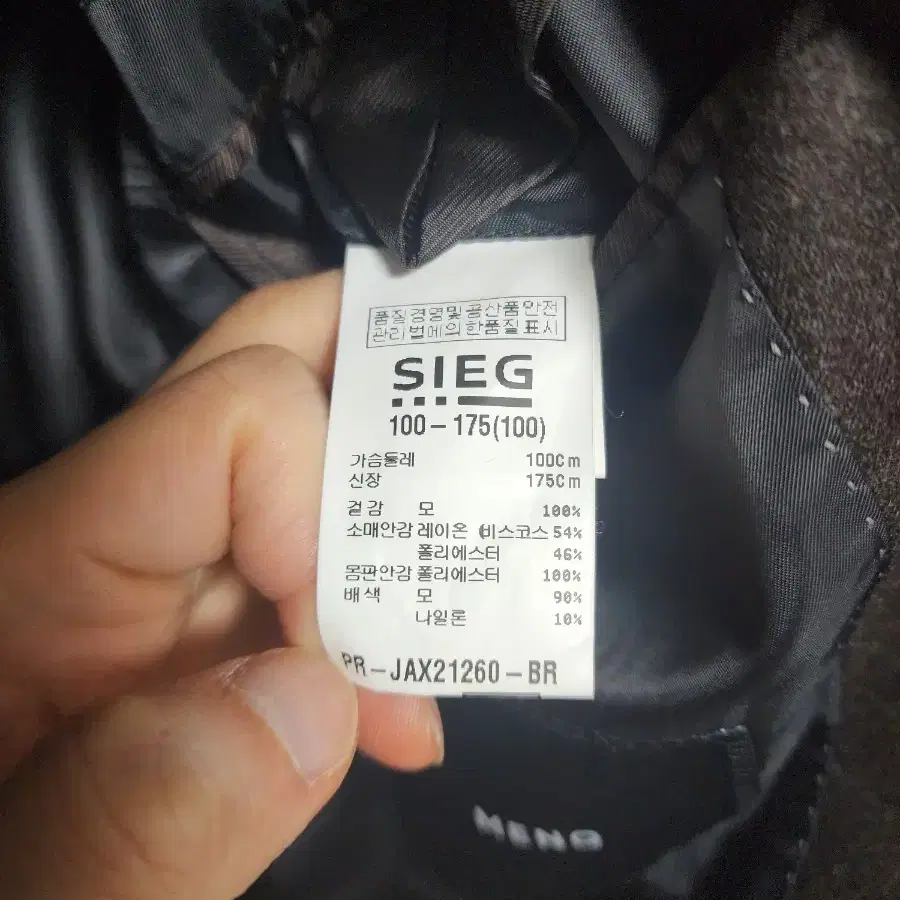 품질경영및공산품안전
관리법에의한품질표시
SIEG
100-175(100)
가슴둘레 100Cm
신장 175Cm
겉감 모 100%
소매안감 레이온 (비스코스 54%
폴리에스터 46%
몸판안감 폴리에스터 100%
배색 모 90%
나일론 10%
PR-JAX21260-BR